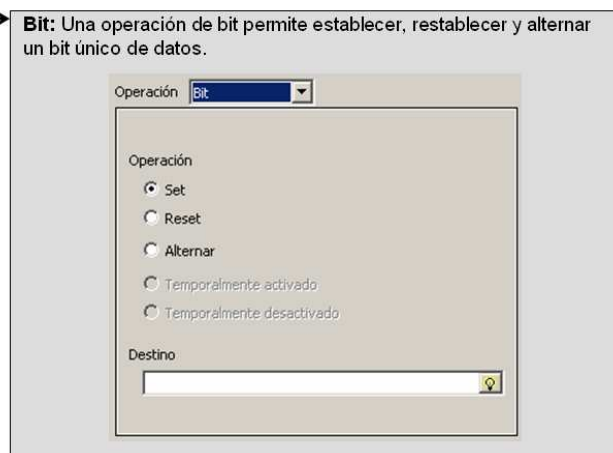 Bit: Una operación de bit permite establecer, restablecer y alternar
un bit único de datos.
Operación Bit
Operación
Set
Reset
Alternar
Temporalmente activado
Temporalmente desactivado
Destino